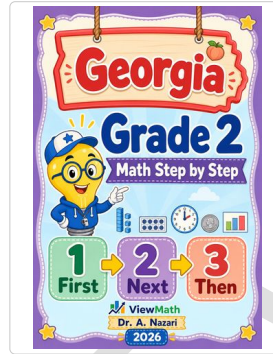 Georgia
Grade 2
Math Step by Step
1 2 3
First Next Then
ViewMath
Dr. A. Nazari
2026